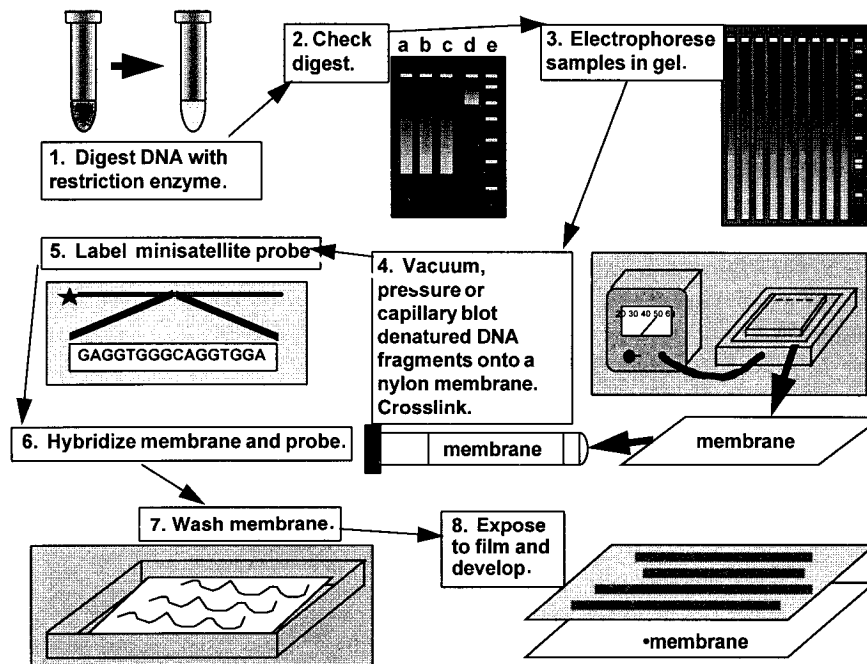 1. Digest DNA with
restriction enzyme.
2. Check
digest.
a b c d e
3. Electrophorese
samples in gel.
4. Vacuum,
pressure or
capillary blot
denatured DNA
fragments onto a
nylon membrane.
Crosslink.
20 30 40 50 60
membrane
membrane
5. Label minisatellite probe
GAGGTGGGCAGGTGGA
6. Hybridize membrane and probe.
7. Wash membrane.
8. Expose
to film and
develop.
•membrane